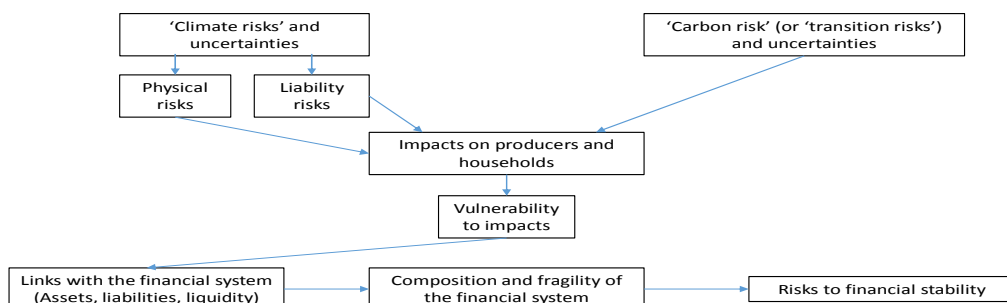 ‘Climate risks’ and
uncertainties
‘Carbon risk’ (or ‘transition risks’)
and uncertainties
Physical
risks
Liability
risks
Impacts on producers and
households
Vulnerability
to impacts
Links with the financial system
(Assets, liabilities, liquidity)
Composition and fragility of
the financial system
Risks to financial stability